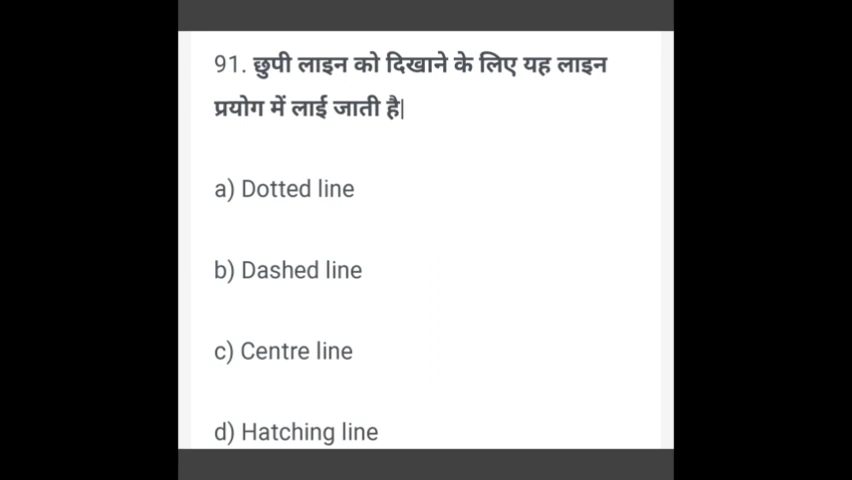 91. छुपी लाइन को दिखाने के लिए यह लाइन
प्रयोग में लाई जाती है|
a) Dotted line
b) Dashed line
c) Centre line
d) Hatching line